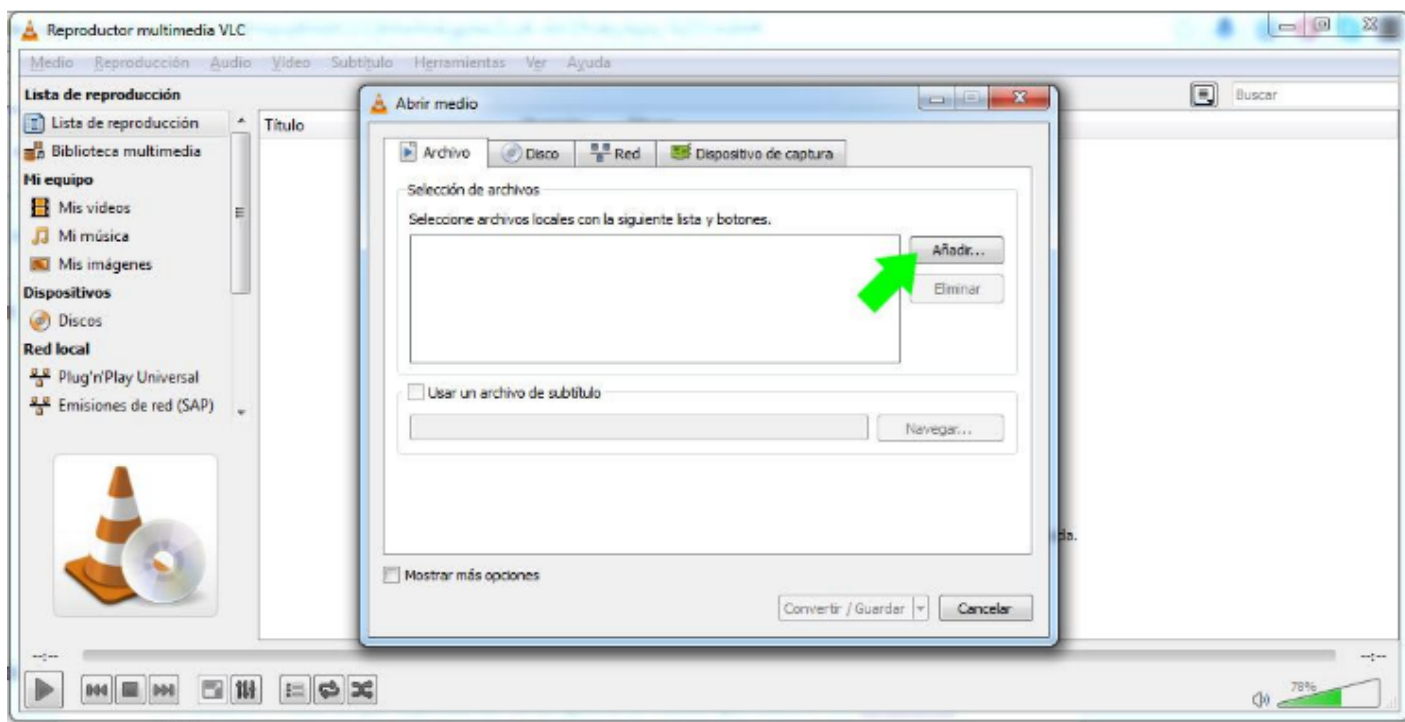 Reproductor multimedia VLC
Medio Reproducción Audio Vídeo Subtítulo Herramientas Ver Ayuda
Lista de reproducción
Buscar
Lista de reproducción
Título
Biblioteca multimedia
Mi equipo
Mis vídeos
Mi música
Mis imágenes
Dispositivos
Discos
Red local
Plug'n'Play Universal
Emisiones de red (SAP)
Abrir medio
Archivo Disco Red Dispositivo de captura
Selección de archivos
Seleccione archivos locales con la siguiente lista y botones.
Añadir...
Eliminar
Usar un archivo de subtítulo
Navegar...
da.
Mostrar más opciones
Convertir / Guardar Cancelar
--:-- --:--
78%